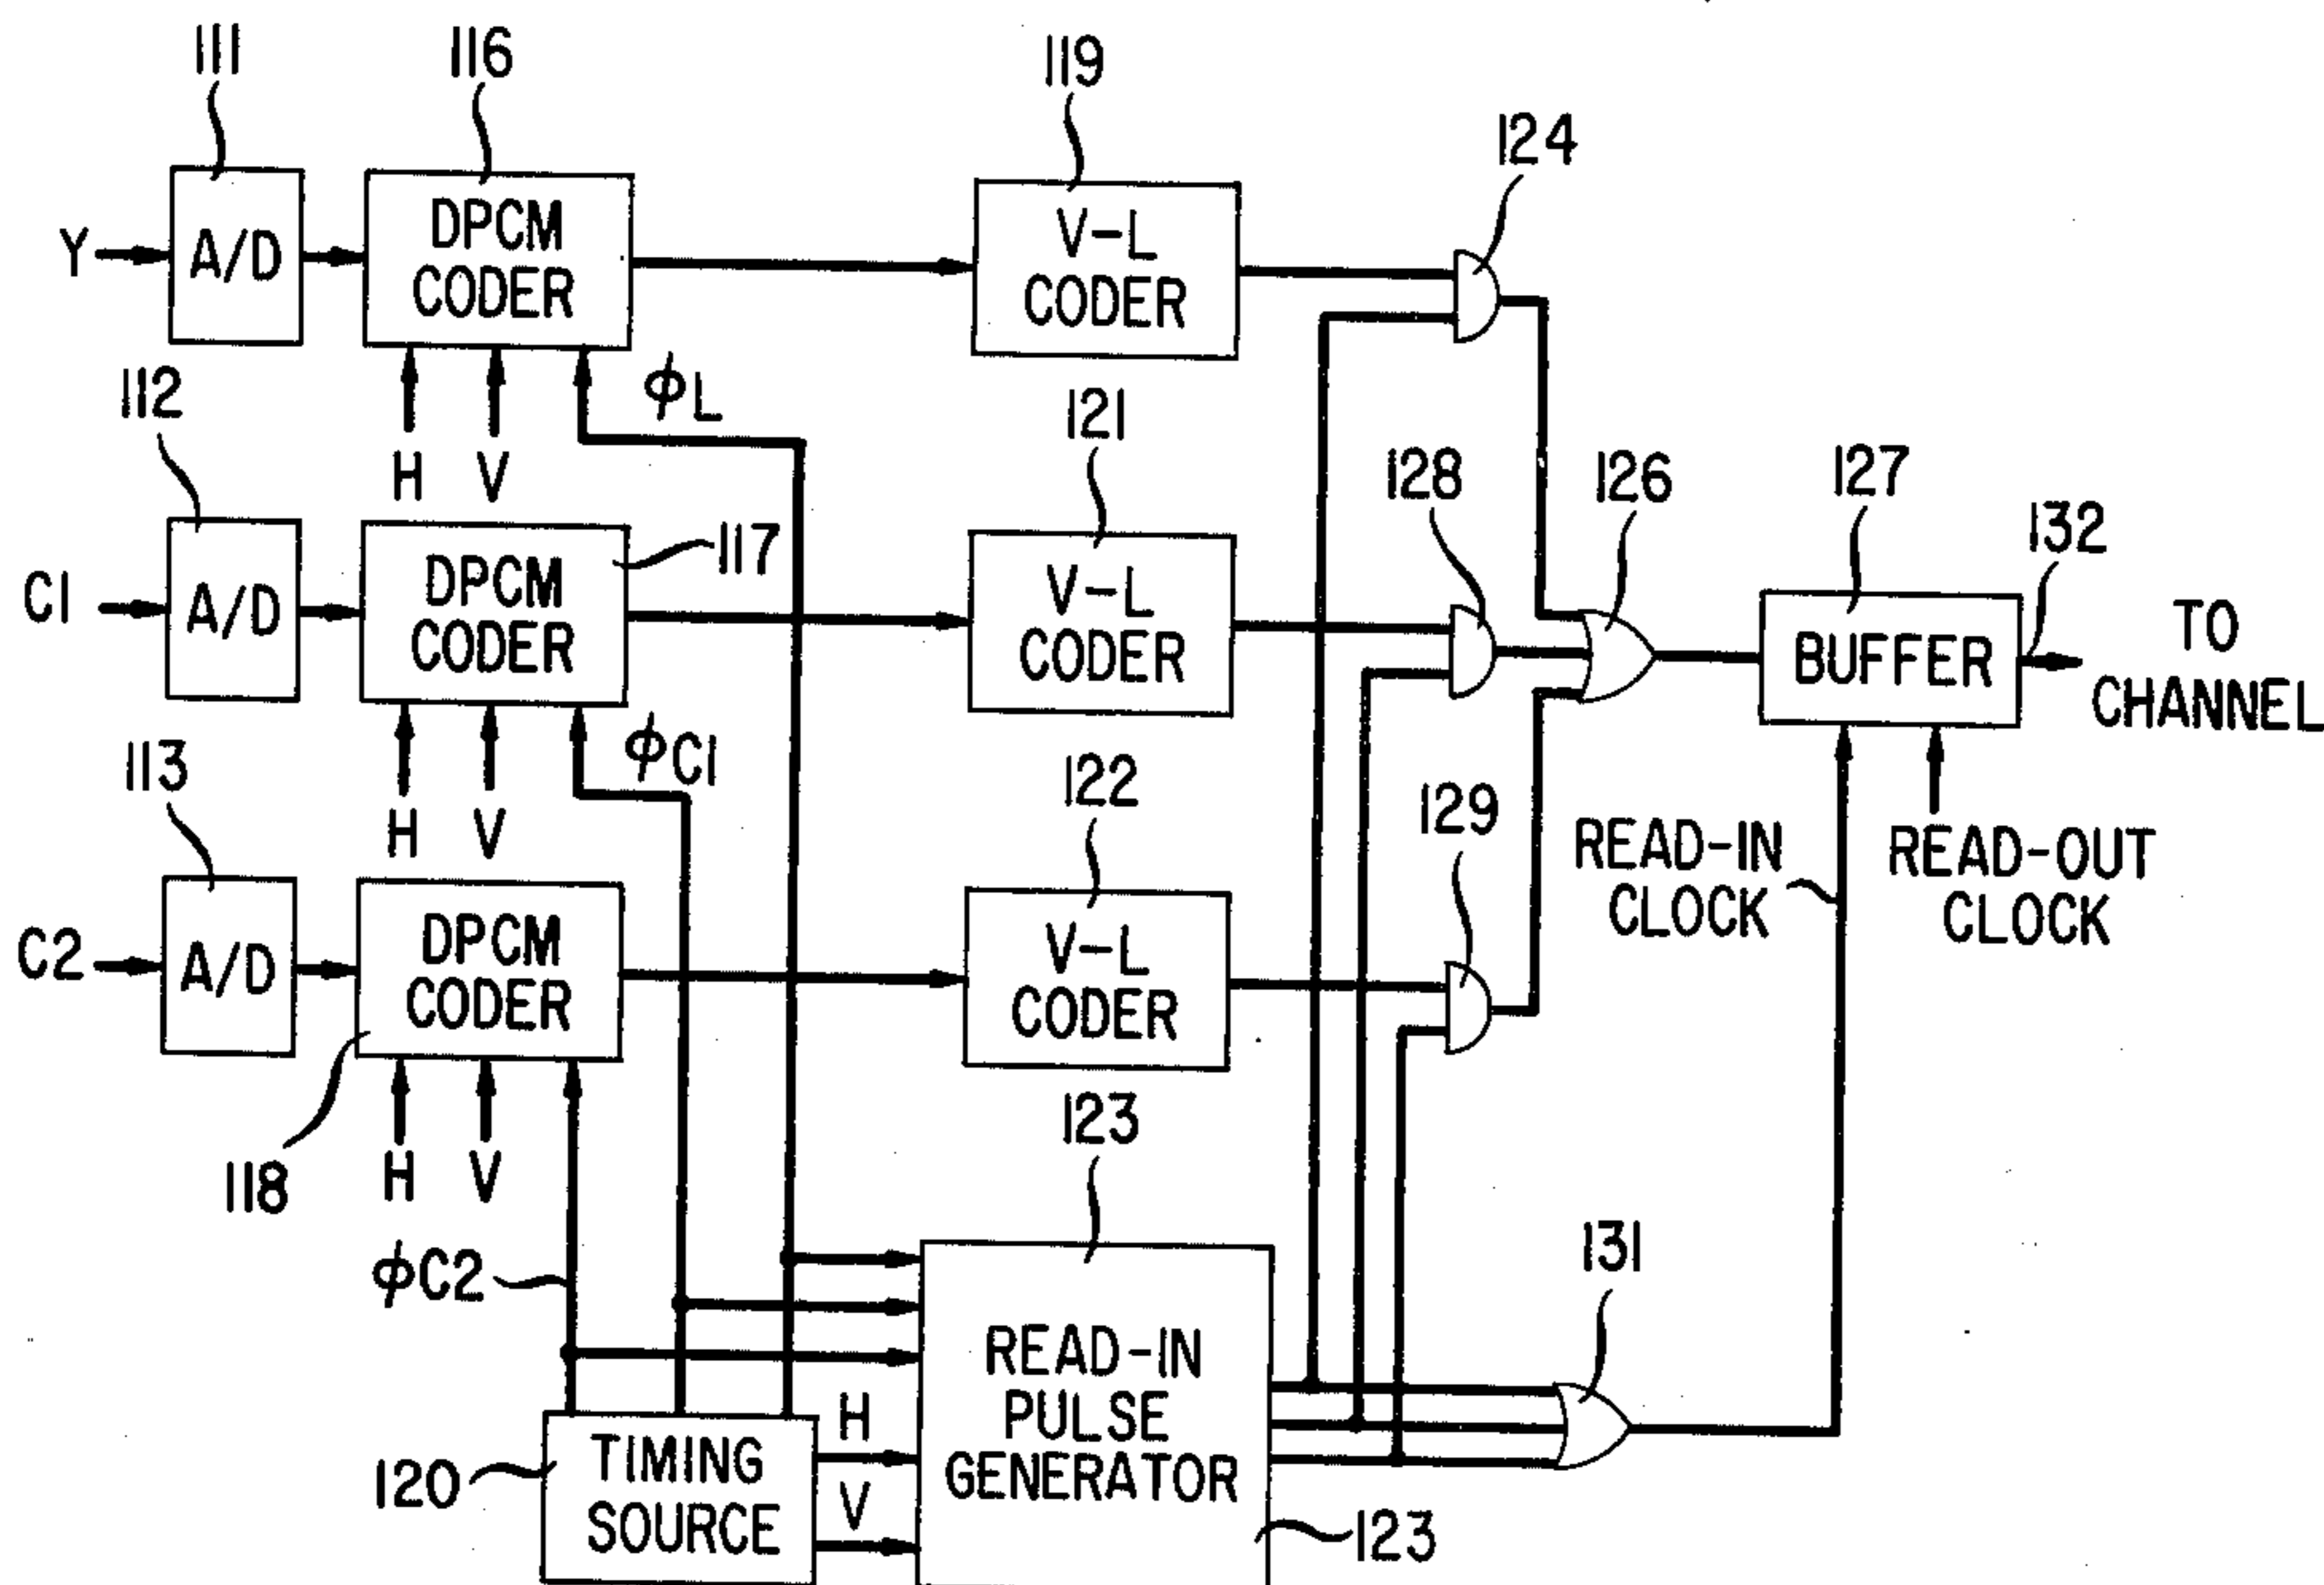 111
116
119
124
Y
A/D
DPCM
CODER
V-L
CODER
112
H
V
ϕL
121
128
126
127
132
C1
A/D
DPCM
CODER
117
V-L
CODER
BUFFER
TO
CHANNEL
113
H
V
ϕC1
122
129
READ-IN
CLOCK
READ-OUT
CLOCK
C2
A/D
DPCM
CODER
V-L
CODER
118
H
V
123
ϕC2
131
120
TIMING
SOURCE
H
V
READ-IN
PULSE
GENERATOR
123